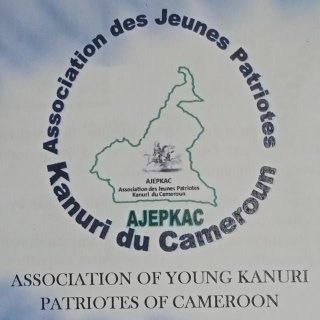 Association des Jeunes Patriotes
Kanuri du Cameroun
AJEPKAC
Association des Jeunes Patriotes
Kanuri du Cameroun
AJEPKAC
ASSOCIATION OF YOUNG KANURI
PATRIOTES OF CAMEROON